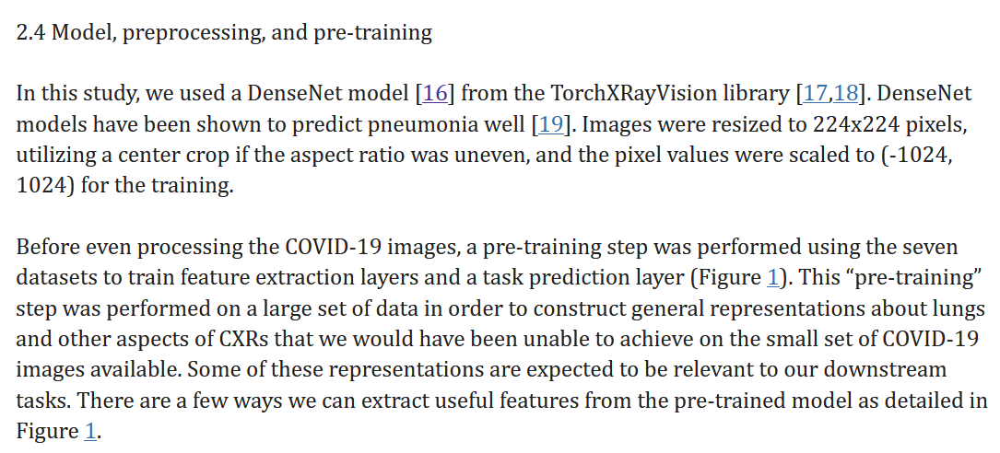 2.4 Model, preprocessing, and pre-training
In this study, we used a DenseNet model [16] from the TorchXRayVision library [17,18]. DenseNet
models have been shown to predict pneumonia well [19]. Images were resized to 224x224 pixels,
utilizing a center crop if the aspect ratio was uneven, and the pixel values were scaled to (-1024,
1024) for the training.
Before even processing the COVID-19 images, a pre-training step was performed using the seven
datasets to train feature extraction layers and a task prediction layer (Figure 1). This “pre-training”
step was performed on a large set of data in order to construct general representations about lungs
and other aspects of CXRs that we would have been unable to achieve on the small set of COVID-19
images available. Some of these representations are expected to be relevant to our downstream
tasks. There are a few ways we can extract useful features from the pre-trained model as detailed in
Figure 1.